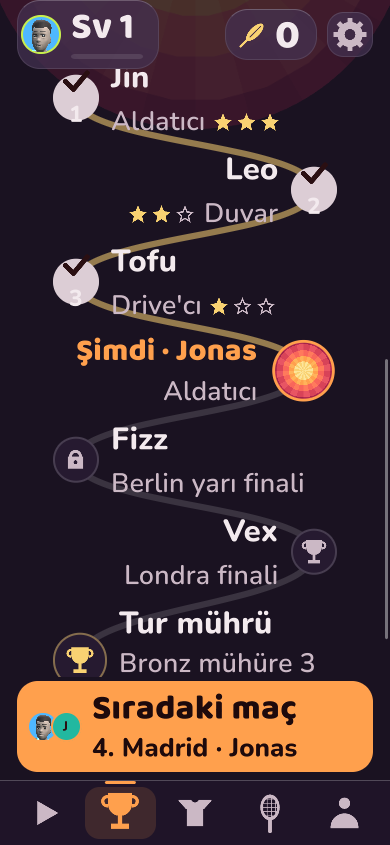 Sv 1
0
Jin
1
Aldatıcı
Leo
2
Duvar
Tofu
3
Drive'cı
Şimdi · Jonas
Aldatıcı
Fizz
Berlin yarı finali
Vex
Londra finali
Tur mührü
Bronz mühüre 3
Sıradaki maç
J
4. Madrid · Jonas